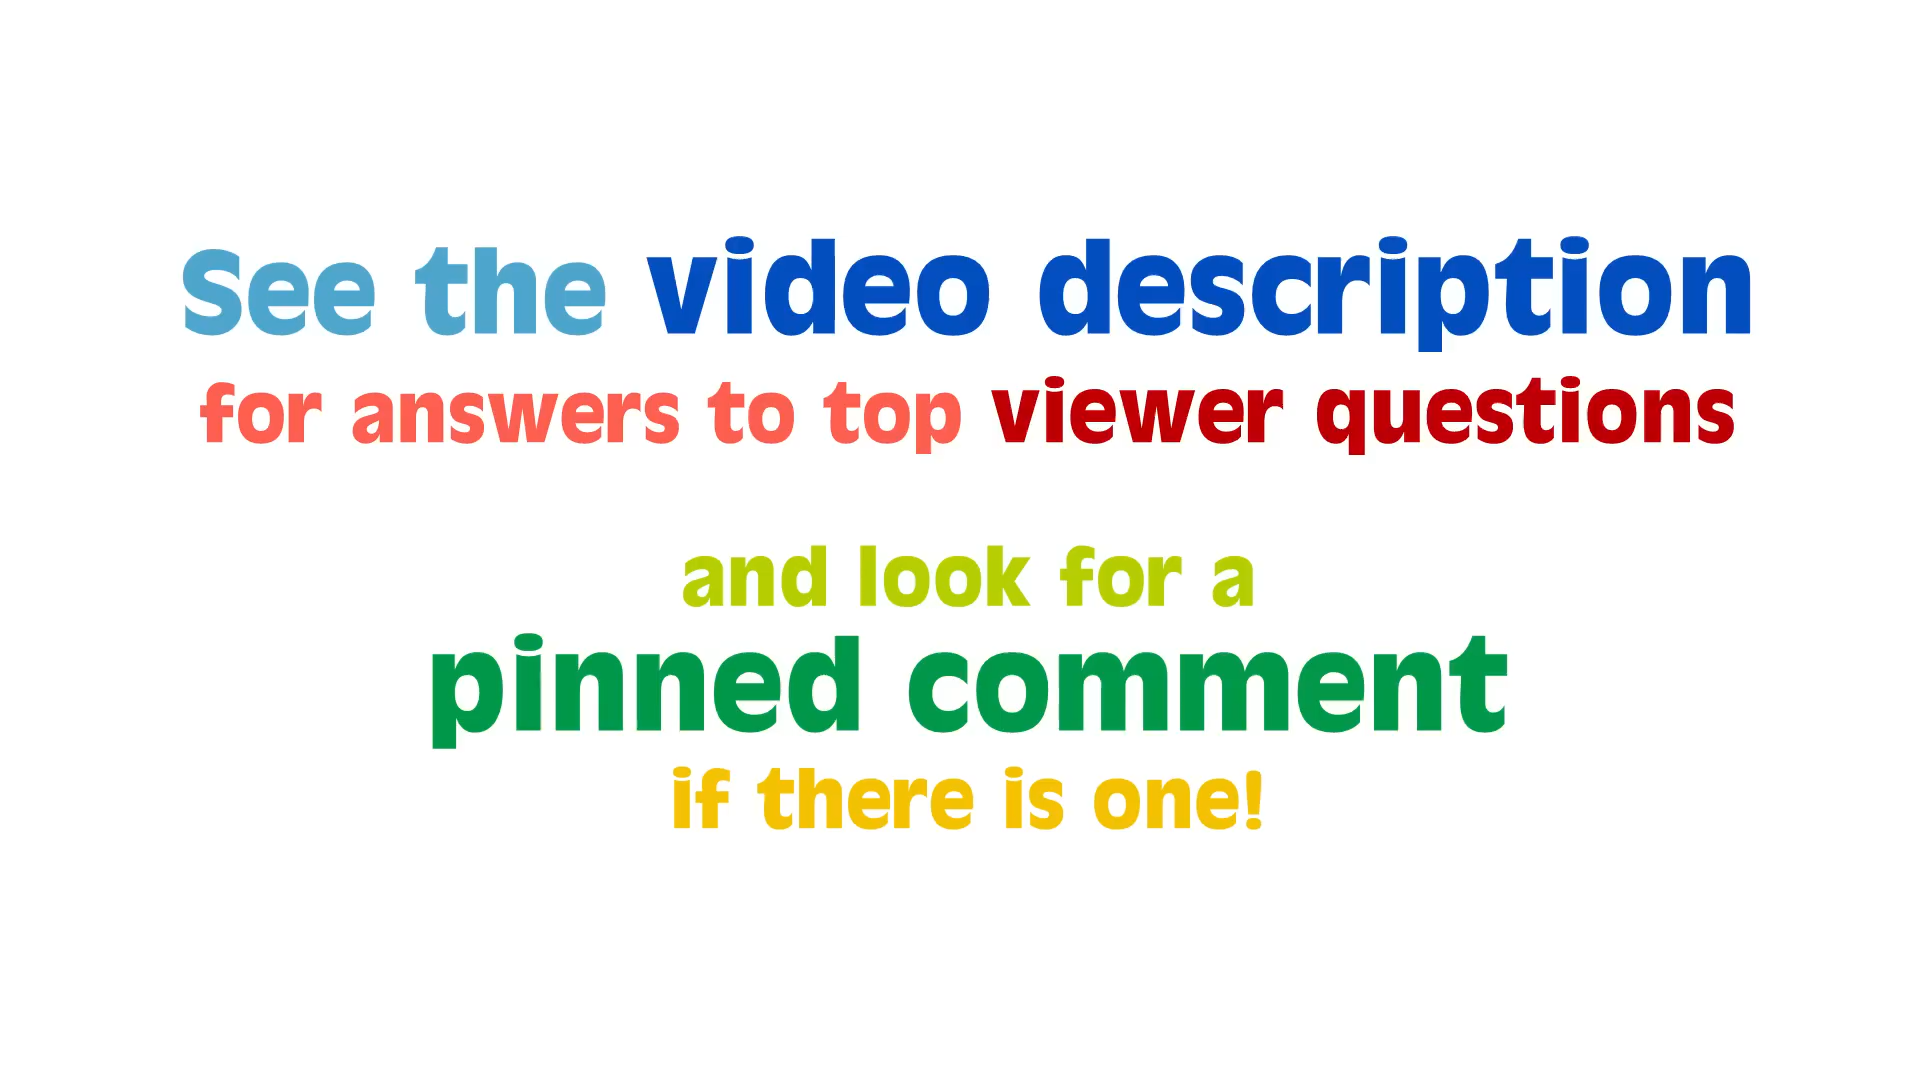 See the video description
for answers to top viewer questions
and look for a
pinned comment
if there is one!